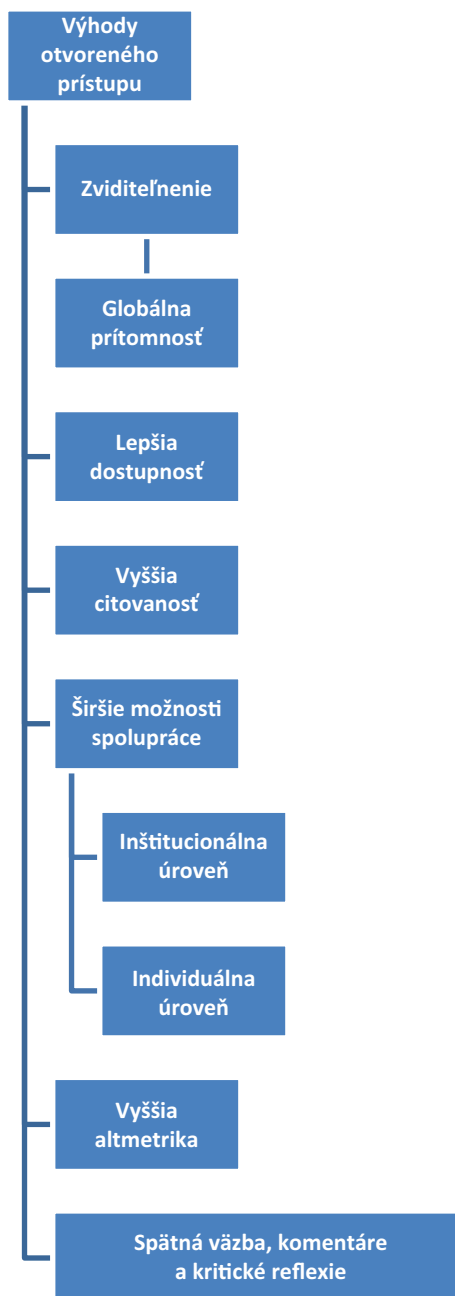 Výhody
otvoreného
prístupu
Zviditeľnenie
Globálna
prítomnosť
Lepšia
dostupnosť
Vyššia
citovanosť
Širšie možnosti
spolupráce
Inštitucionálna
úroveň
Individuálna
úroveň
Vyššia
altmetrika
Spätná väzba, komentáre
a kritické reflexie